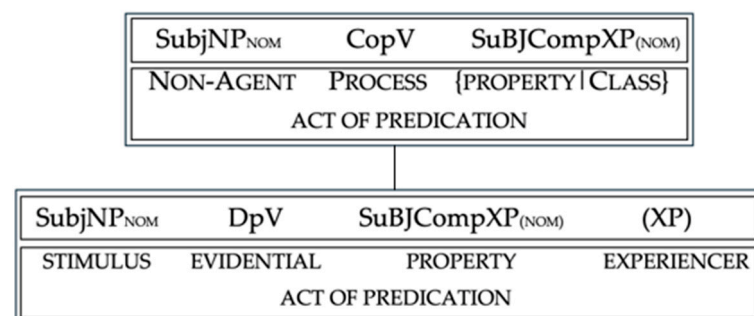 SubjNPNOM CopV SuBJCompXP(NOM)
NON-AGENT PROCESS {PROPERTY|CLASS}
ACT OF PREDICATION
SubjNPNOM DpV SuBJCompXP(NOM) (XP)
STIMULUS EVIDENTIAL PROPERTY EXPERIENCER
ACT OF PREDICATION